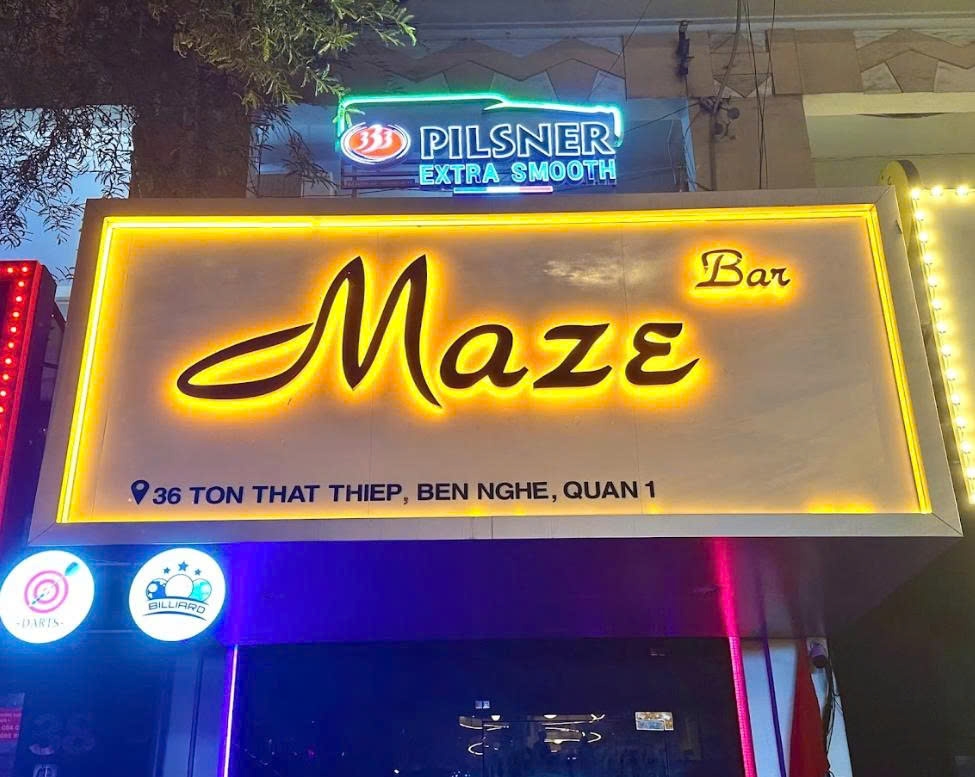 333 PILSNER
EXTRA SMOOTH
Maze Bar
36 TON THAT THIEP, BEN NGHE, QUAN 1
-DARTS-
BILLIARD